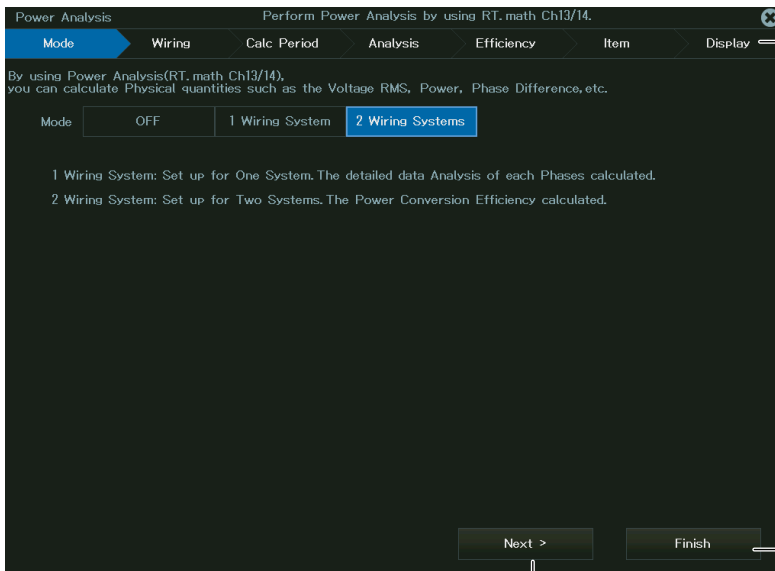 Power Analysis Perform Power Analysis by using RT.math Ch13/14.
Mode Wiring Calc Period Analysis Efficiency Item Display
By using Power Analysis(RT.math Ch13/14),
you can calculate Physical quantities such as the Voltage RMS, Power, Phase Difference,etc.
Mode OFF 1 Wiring System 2 Wiring Systems
1 Wiring System: Set up for One System. The detailed data Analysis of each Phases calculated.
2 Wiring System: Set up for Two Systems. The Power Conversion Efficiency calculated.
Next > Finish